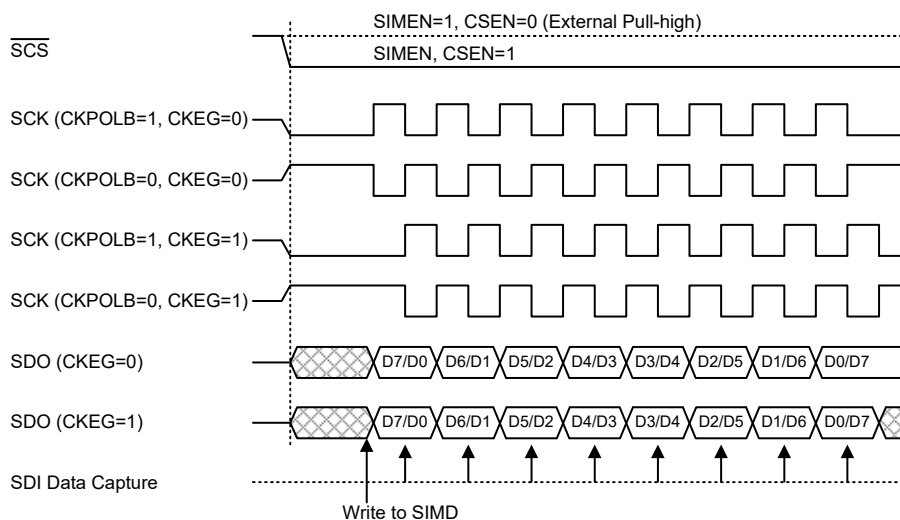 SIMEN=1, CSEN=0 (External Pull-high)
SCS
SIMEN, CSEN=1
SCK (CKPOLB=1, CKEG=0)
SCK (CKPOLB=0, CKEG=0)
SCK (CKPOLB=1, CKEG=1)
SCK (CKPOLB=0, CKEG=1)
SDO (CKEG=0) D7/D0 D6/D1 D5/D2 D4/D3 D3/D4 D2/D5 D1/D6 D0/D7
SDO (CKEG=1) D7/D0 D6/D1 D5/D2 D4/D3 D3/D4 D2/D5 D1/D6 D0/D7
SDI Data Capture
Write to SIMD